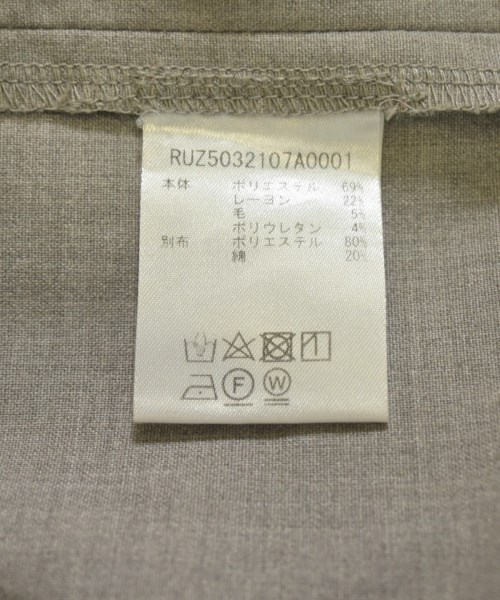 RUZ5032107A0001
本体 ポリエステル 69%
レーヨン 22%
毛 5%
ポリウレタン 4%
別布 ポリエステル 80%
綿 20%
F W